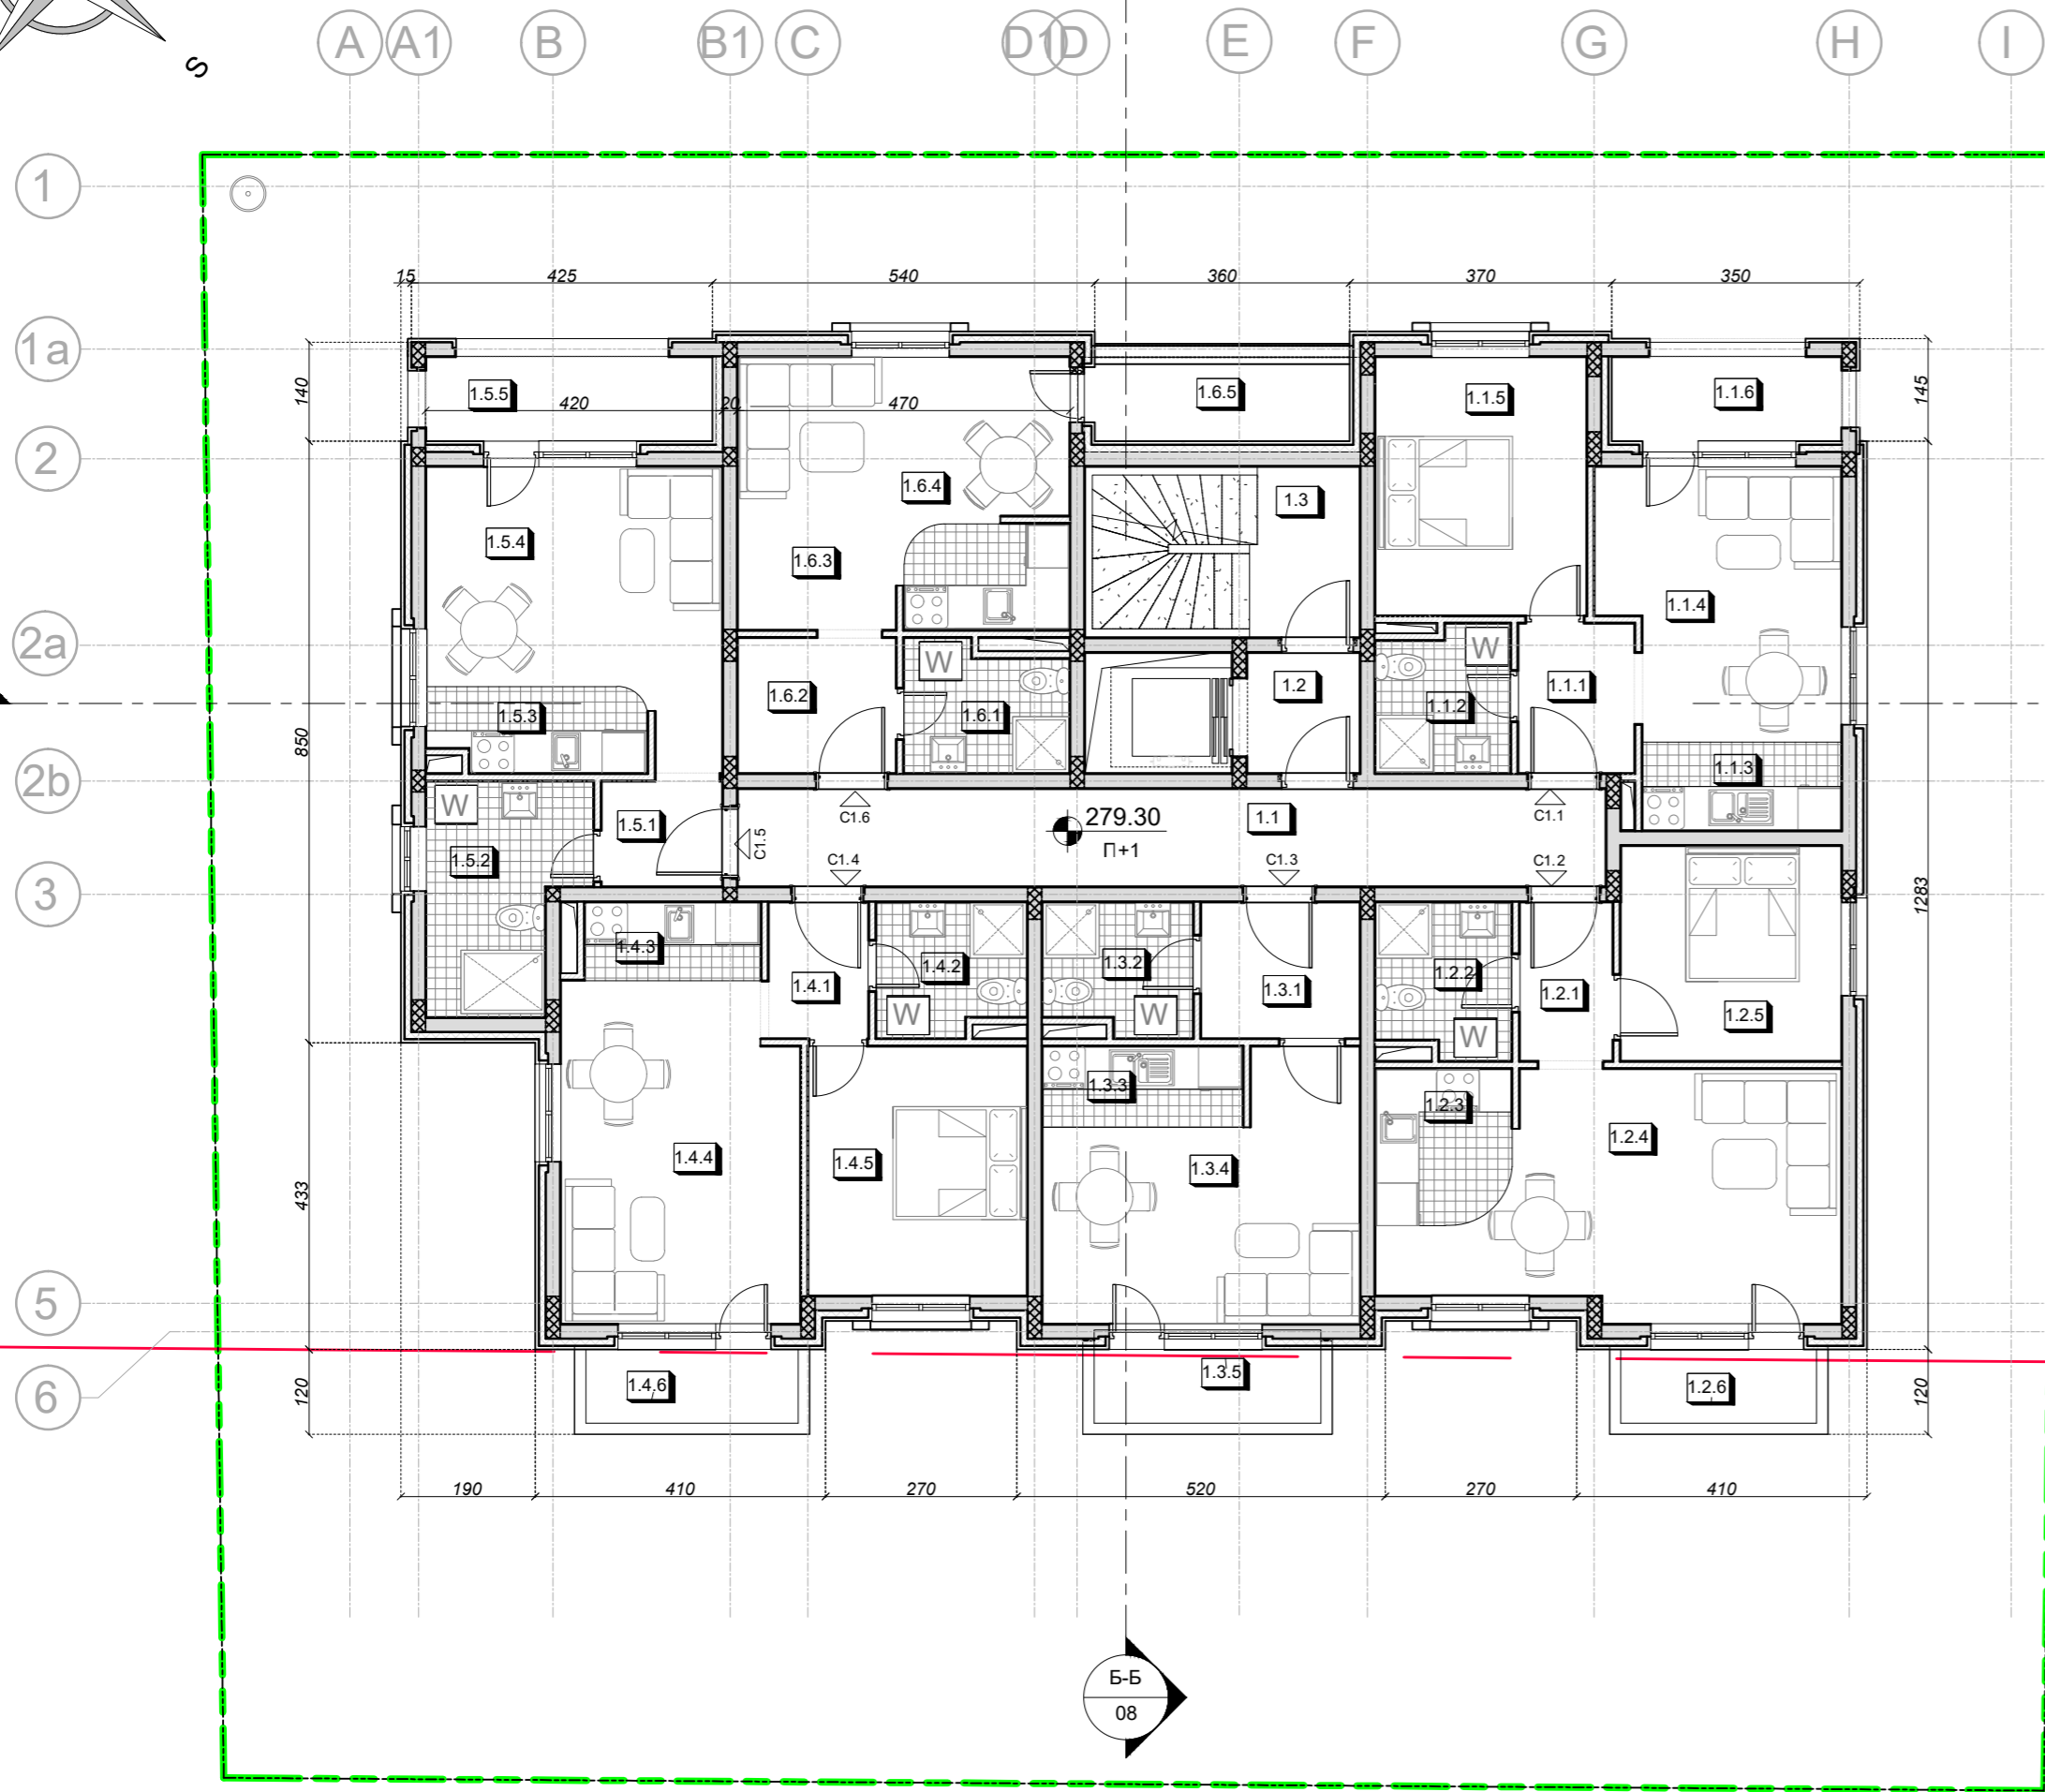 S
A A1 B B1 C D1 D E F G H I
1
15 425 540 360 370 350
1a
140 1.5.5 420 20 470 1.6.5 1.1.5 1.1.6 145
2
1.5.4 1.6.4 1.3
1.6.3 1.1.4
2a
W W
1.6.2 1.2 1.1.1
1.5.3 1.6.1 1.1.2
850
2b 1.1.3
W
1.5.1 C1.6 279.30 1.1 C1.1
C1.5 П+1
1.5.2 C1.4 C1.3 C1.2
3 1283
1.4.3 1.4.2 1.3.2 1.2.2
1.4.1 1.3.1 1.2.1
W W W 1.2.5
1.3.3 1.2.3
1.4.4 1.4.5 1.3.4 1.2.4
433
5
1.4.6 1.3.5 1.2.6
120 120
6
190 410 270 520 270 410
Б-Б
08